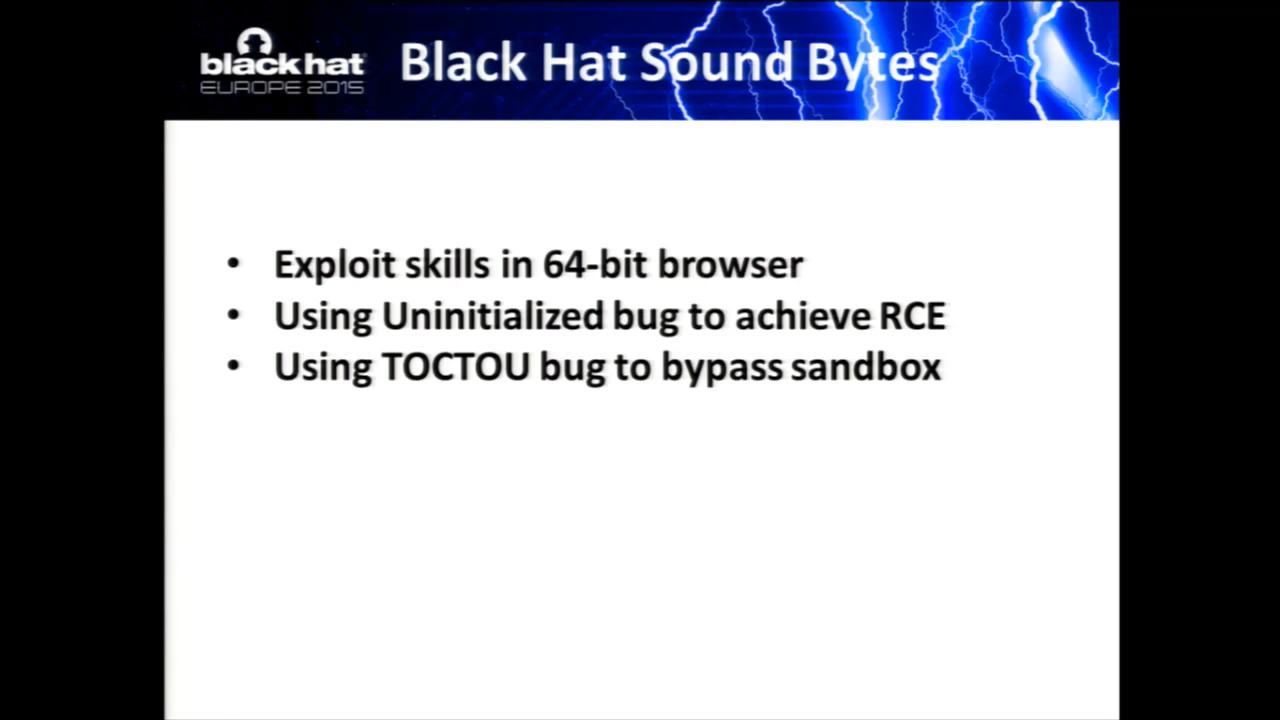 black hat
EUROPE 2015
Black Hat Sound Bytes
• Exploit skills in 64-bit browser
• Using Uninitialized bug to achieve RCE
• Using TOCTOU bug to bypass sandbox